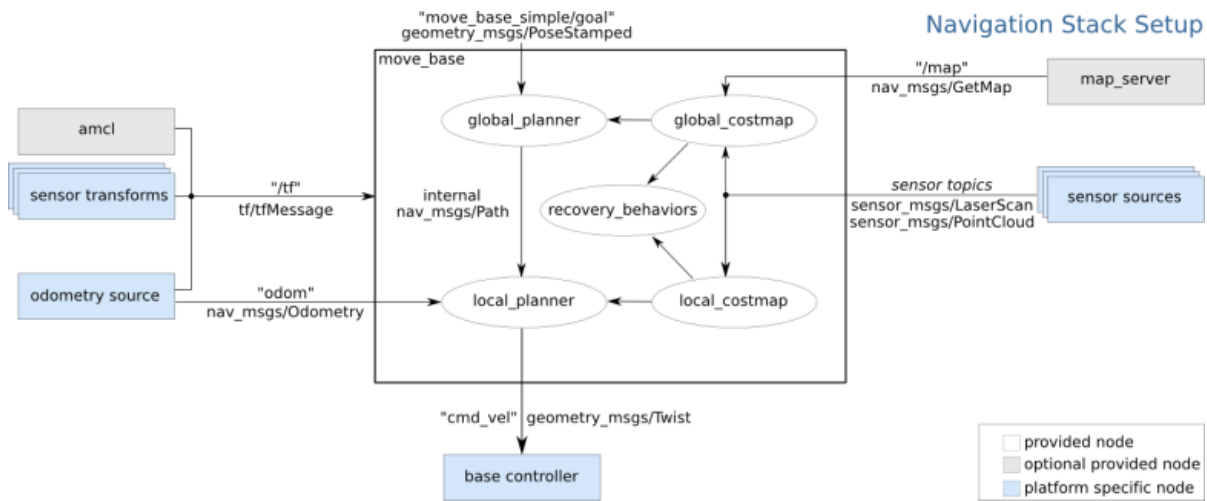 Navigation Stack Setup
"move_base_simple/goal"
geometry_msgs/PoseStamped
move_base
"/map"
nav_msgs/GetMap
map_server
global_planner
global_costmap
amcl
sensor transforms
"/tf"
tf/tfMessage
internal
nav_msgs/Path
recovery_behaviors
sensor topics
sensor_msgs/LaserScan
sensor_msgs/PointCloud
sensor sources
odometry source
"odom"
nav_msgs/Odometry
local_planner
local_costmap
"cmd_vel" geometry_msgs/Twist
base controller
provided node
optional provided node
platform specific node